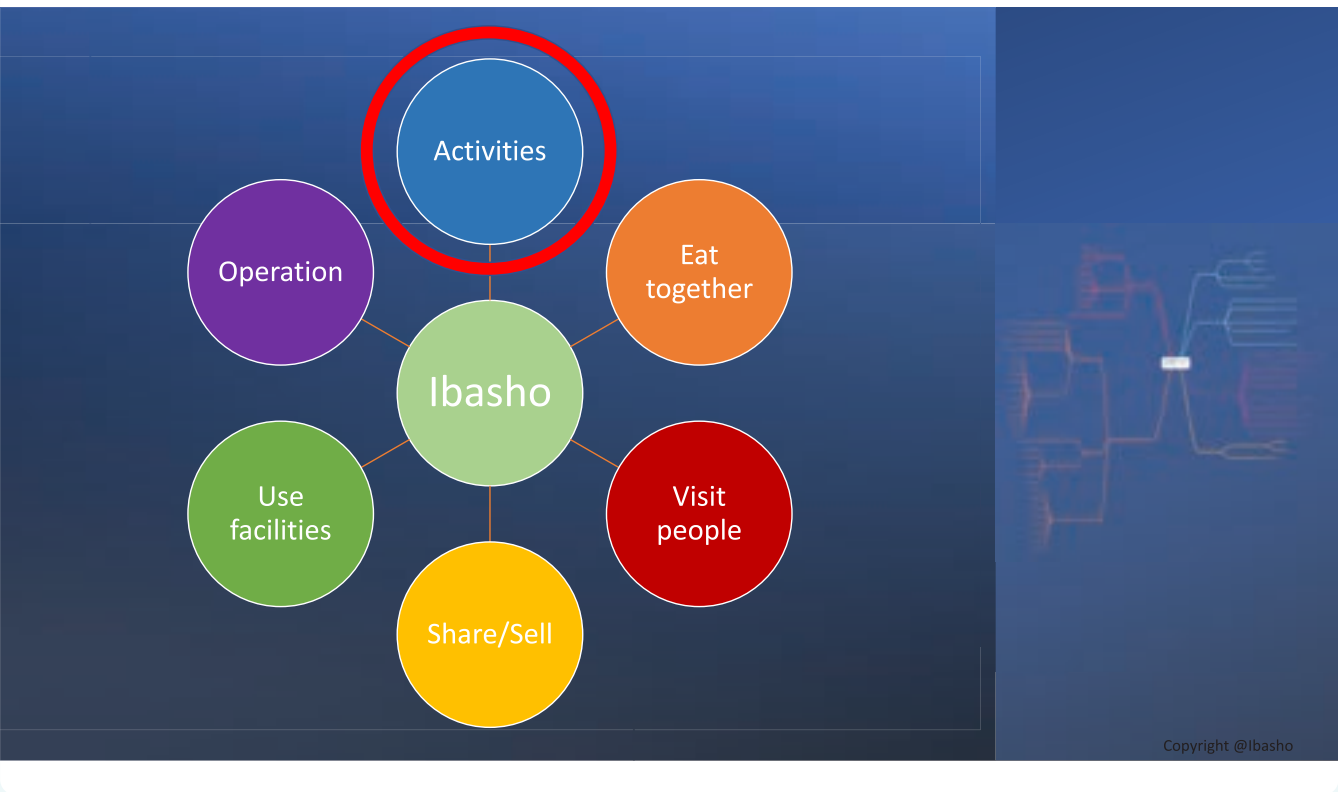 Activities
Eat
together
Visit
people
Share/Sell
Use
facilities
Operation
Ibasho
Copyright @Ibasho